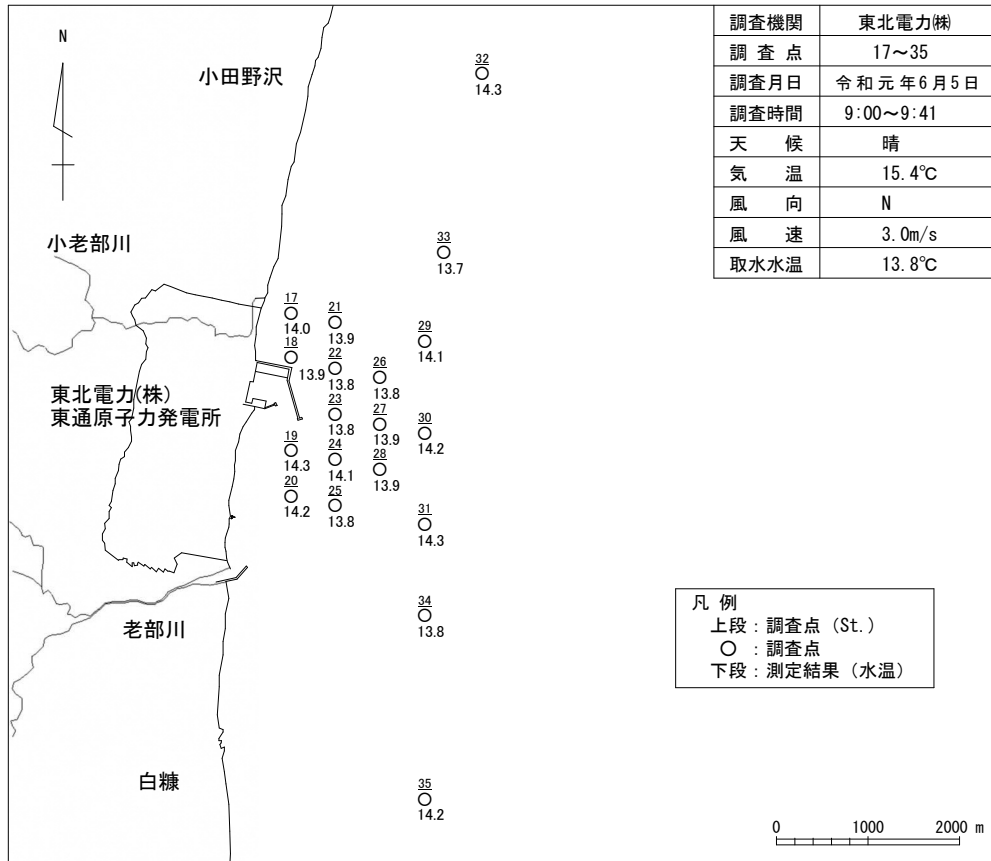 調査機関 東北電力㈱
調査点 17～35
調査月日 令和元年6月5日
調査時間 9:00～9:41
天候 晴
気温 15.4℃
風向 N
風速 3.0m/s
取水水温 13.8℃
N
小田野沢
32
14.3
小老部川
33
13.7
17
14.0
21
13.9
18
13.9
29
14.1
22
13.8
26
13.8
東北電力(株)
東通原子力発電所
23
13.8
27
13.9
30
14.2
19
14.3
24
14.1
28
13.9
20
14.2
25
13.8
31
14.3
34
13.8
老部川
凡例
上段：調査点（St.）
○：調査点
下段：測定結果（水温）
白糠
35
14.2
0 1000 2000 m